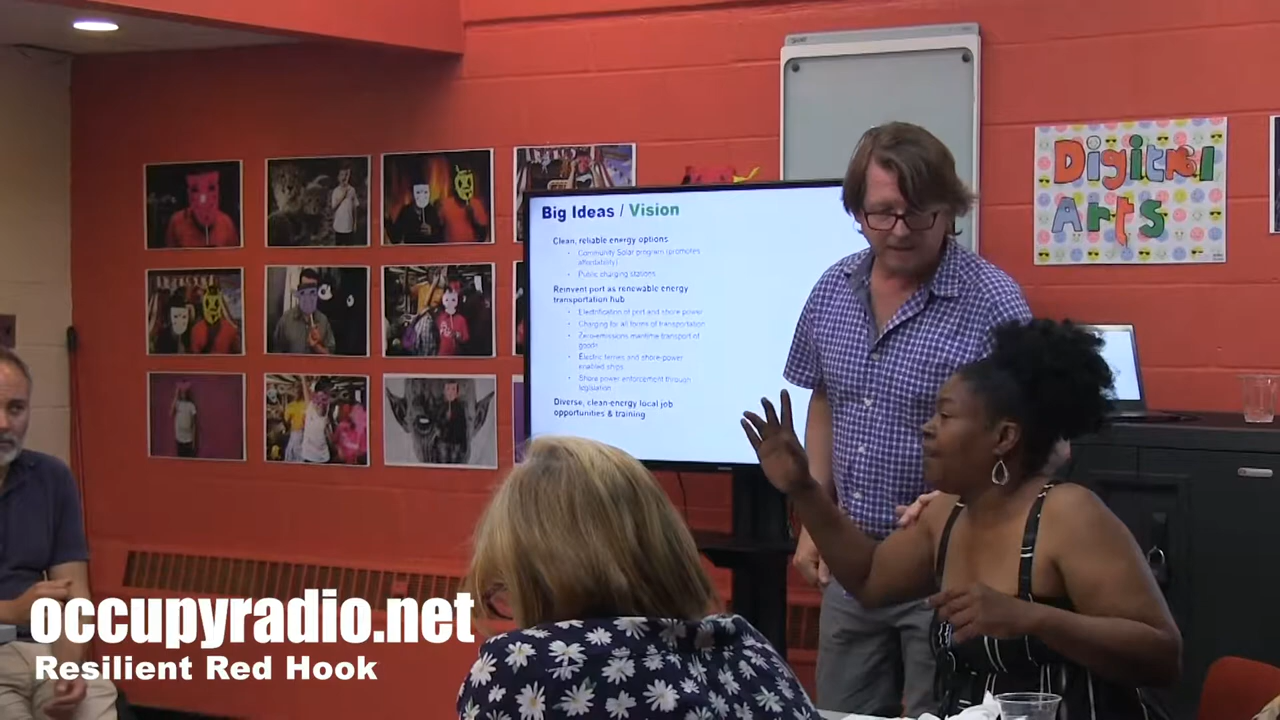 Big Ideas / Vision
Clean, reliable energy options
Community Solar program (promotes
affordability)
Public charging stations
Reinvent port as renewable energy
transportation hub
Electrification of port and shore power
Charging for all forms of transportation
Zero-emissions maritime transport of
goods
Electric ferries and shore-power
enabled ships
Shore power enforcement through
legislation
Diverse, clean-energy local job
opportunities & training
Digital
Arts
occupyradio.net
Resilient Red Hook